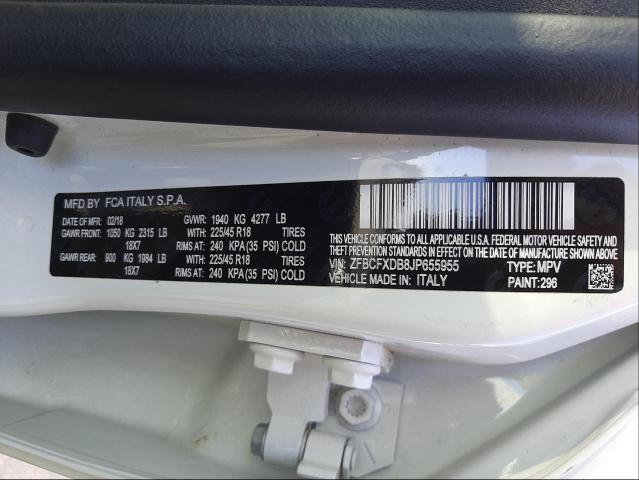 MFD BY FCA ITALY S.P.A.
DATE OF MFR: 02/18 GVWR: 1940 KG 4277 LB
GAWR FRONT: 1050 KG 2315 LB WITH 225/45 R18 TIRES
18X7 RIMS AT: 240 KPA(35 PSI) COLD
GAWR REAR: 900 KG 1984 LB WITH 225/45 R18 TIRES
18X7 RIMS AT: 240 KPA(35 PSI) COLD
THIS VEHICLE CONFORMS TO ALL APPLICABLE U.S.A. FEDERAL MOTOR VEHICLE SAFETY, BUMPER, AND
THEFT PREVENTION STANDARDS IN EFFECT ON THE DATE OF MANUFACTURE SHOWN ABOVE
VIN: ZFBCFXDB8JP655955 TYPE: MPV
VEHICLE MADE IN: ITALY PAINT: 296